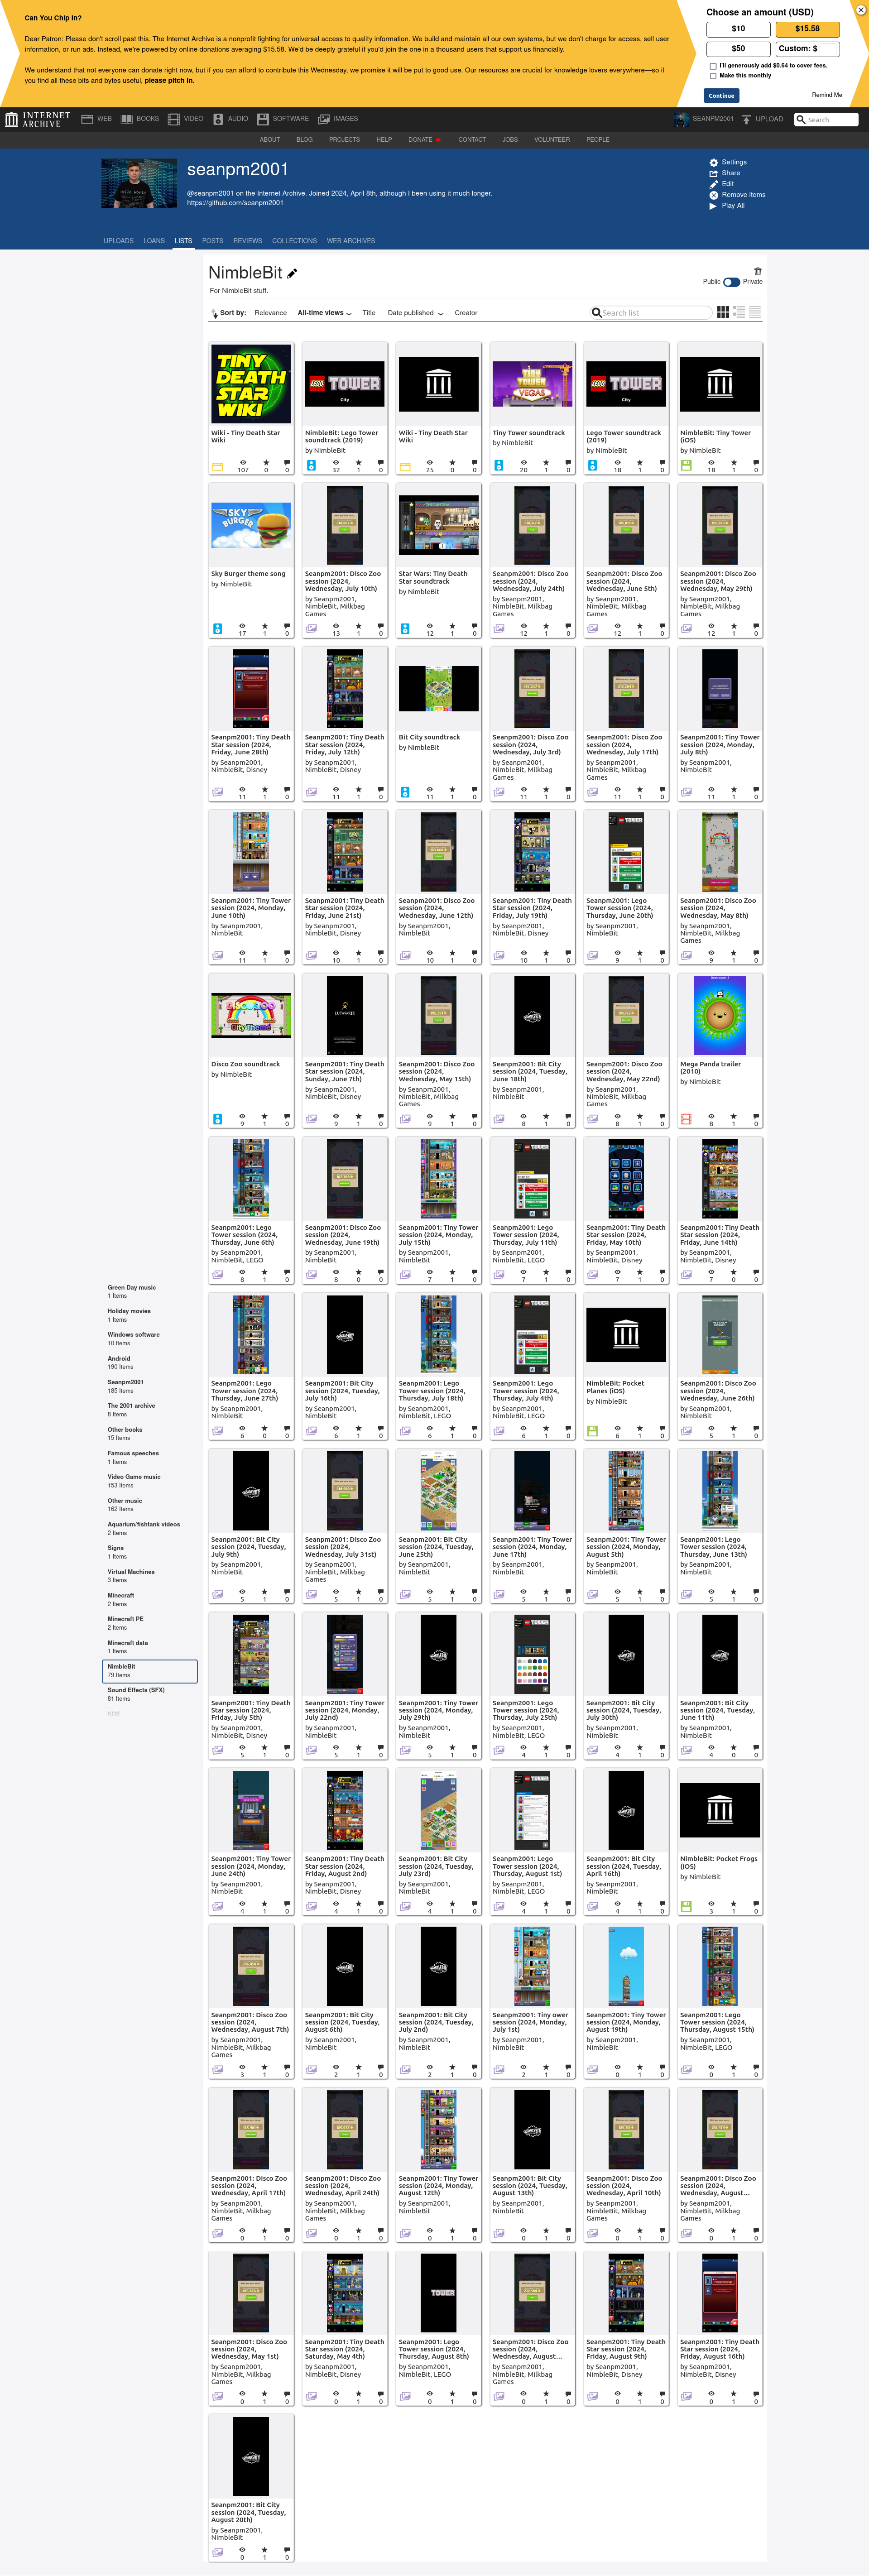 Can You Chip In?
Dear Patron: Please don't scroll past this. The Internet Archive is a nonprofit fighting for universal access to quality information. We build and maintain all our own systems, but we don't charge for access, sell user
information, or run ads. Instead, we're powered by online donations averaging $15.58. We'd be deeply grateful if you'd join the one in a thousand users that support us financially.
We understand that not everyone can donate right now, but if you can afford to contribute this Wednesday, we promise it will be put to good use. Our resources are crucial for knowledge lovers everywhere—so if
you find all these bits and bytes useful, please pitch in.
Choose an amount (USD)
$10
$15.58
$50
Custom: $
I'll generously add $0.64 to cover fees.
Make this monthly
Continue
Remind Me
INTERNET ARCHIVE
WEB
BOOKS
VIDEO
AUDIO
SOFTWARE
IMAGES
SEANPM2001
UPLOAD
Search
ABOUT
BLOG
PROJECTS
HELP
DONATE
CONTACT
JOBS
VOLUNTEER
PEOPLE
seanpm2001
@seanpm2001 on the Internet Archive. Joined 2024, April 8th, although I been using it much longer.
https://github.com/seanpm2001
Settings
Share
Edit
Remove items
Play All
UPLOADS
LOANS
LISTS
POSTS
REVIEWS
COLLECTIONS
WEB ARCHIVES
NimbleBit
For NimbleBit stuff.
Public
Private
Sort by:
Relevance
All-time views
Title
Date published
Creator
Search list
TINY DEATH STAR WIKI
Wiki - Tiny Death Star
Wiki
107 0 0
LEGO TOWER
City
NimbleBit: Lego Tower
soundtrack (2019)
by NimbleBit
32 1 0
Wiki - Tiny Death Star
Wiki
25 0 0
TINY TOWER VEGAS
Tiny Tower soundtrack
by NimbleBit
20 1 0
LEGO TOWER
City
Lego Tower soundtrack
(2019)
by NimbleBit
18 1 0
NimbleBit: Tiny Tower
(iOS)
by NimbleBit
18 1 0
SKY BURGER
Sky Burger theme song
by NimbleBit
17 1 0
Seanpm2001: Disco Zoo
session (2024,
Wednesday, July 10th)
by Seanpm2001,
NimbleBit, Milkbag
Games
13 1 0
Star Wars: Tiny Death
Star soundtrack
by NimbleBit
12 1 0
Seanpm2001: Disco Zoo
session (2024,
Wednesday, July 24th)
by Seanpm2001,
NimbleBit, Milkbag
Games
12 1 0
Seanpm2001: Disco Zoo
session (2024,
Wednesday, June 5th)
by Seanpm2001,
NimbleBit, Milkbag
Games
12 1 0
Seanpm2001: Disco Zoo
session (2024,
Wednesday, May 29th)
by Seanpm2001,
NimbleBit, Milkbag
Games
12 1 0
Seanpm2001: Tiny Death
Star session (2024,
Friday, June 28th)
by Seanpm2001,
NimbleBit, Disney
11 1 0
Seanpm2001: Tiny Death
Star session (2024,
Friday, July 12th)
by Seanpm2001,
NimbleBit, Disney
11 1 0
Bit City soundtrack
by NimbleBit
11 1 0
Seanpm2001: Disco Zoo
session (2024,
Wednesday, July 3rd)
by Seanpm2001,
NimbleBit, Milkbag
Games
11 1 0
Seanpm2001: Disco Zoo
session (2024,
Wednesday, July 17th)
by Seanpm2001,
NimbleBit, Milkbag
Games
11 1 0
Seanpm2001: Tiny Tower
session (2024, Monday,
July 8th)
by Seanpm2001,
NimbleBit
11 1 0
Seanpm2001: Tiny Tower
session (2024, Monday,
June 10th)
by Seanpm2001,
NimbleBit
11 1 0
Seanpm2001: Tiny Death
Star session (2024,
Friday, June 21st)
by Seanpm2001,
NimbleBit, Disney
10 1 0
Seanpm2001: Disco Zoo
session (2024,
Wednesday, June 12th)
by Seanpm2001,
NimbleBit
10 1 0
Seanpm2001: Tiny Death
Star session (2024,
Friday, July 19th)
by Seanpm2001,
NimbleBit, Disney
10 1 0
TOWER
Seanpm2001: Lego
Tower session (2024,
Thursday, June 20th)
by Seanpm2001,
NimbleBit
9 1 0
Seanpm2001: Disco Zoo
session (2024,
Wednesday, May 8th)
by Seanpm2001,
NimbleBit, Milkbag
Games
9 1 0
DISCO ZOO
City Theme!
Disco Zoo soundtrack
by NimbleBit
9 1 0
Seanpm2001: Tiny Death
Star session (2024,
Sunday, June 7th)
by Seanpm2001,
NimbleBit, Disney
9 1 0
Seanpm2001: Disco Zoo
session (2024,
Wednesday, May 15th)
by Seanpm2001,
NimbleBit, Milkbag
Games
9 1 0
Seanpm2001: Bit City
session (2024, Tuesday,
June 18th)
by Seanpm2001,
NimbleBit
8 1 0
Seanpm2001: Disco Zoo
session (2024,
Wednesday, May 22nd)
by Seanpm2001,
NimbleBit, Milkbag
Games
8 1 0
Mega Panda trailer
(2010)
by NimbleBit
8 1 0
Seanpm2001: Lego
Tower session (2024,
Thursday, June 6th)
by Seanpm2001,
NimbleBit, LEGO
8 1 0
Seanpm2001: Disco Zoo
session (2024,
Wednesday, June 19th)
by Seanpm2001,
NimbleBit
8 0 0
Seanpm2001: Tiny Tower
session (2024, Monday,
July 15th)
by Seanpm2001,
NimbleBit
7 1 0
TOWER
Seanpm2001: Lego
Tower session (2024,
Thursday, July 11th)
by Seanpm2001,
NimbleBit, LEGO
7 1 0
Seanpm2001: Tiny Death
Star session (2024,
Friday, May 10th)
by Seanpm2001,
NimbleBit, Disney
7 1 0
Seanpm2001: Tiny Death
Star session (2024,
Friday, June 14th)
by Seanpm2001,
NimbleBit, Disney
7 0 0
Green Day music
1 Items
Holiday movies
1 Items
Windows software
10 Items
Android
190 Items
Seanpm2001
185 Items
The 2001 archive
8 Items
Other books
15 Items
Famous speeches
1 Items
Video Game music
153 Items
Other music
162 Items
Aquarium/fishtank videos
2 Items
Signs
1 Items
Virtual Machines
3 Items
Minecraft
2 Items
Minecraft PE
2 Items
Minecraft data
1 Items
NimbleBit
79 Items
Sound Effects (SFX)
81 Items
Seanpm2001: Lego
Tower session (2024,
Thursday, June 27th)
by Seanpm2001,
NimbleBit
6 0 0
Seanpm2001: Bit City
session (2024, Tuesday,
July 16th)
by Seanpm2001,
NimbleBit
6 1 0
Seanpm2001: Lego
Tower session (2024,
Thursday, July 18th)
by Seanpm2001,
NimbleBit, LEGO
6 1 0
TOWER
Seanpm2001: Lego
Tower session (2024,
Thursday, July 4th)
by Seanpm2001,
NimbleBit, LEGO
6 1 0
NimbleBit: Pocket
Planes (iOS)
by NimbleBit
6 1 0
Seanpm2001: Disco Zoo
session (2024,
Wednesday, June 26th)
by Seanpm2001,
NimbleBit
5 1 0
Seanpm2001: Bit City
session (2024, Tuesday,
July 9th)
by Seanpm2001,
NimbleBit
5 1 0
Seanpm2001: Disco Zoo
session (2024,
Wednesday, July 31st)
by Seanpm2001,
NimbleBit, Milkbag
Games
5 1 0
Seanpm2001: Bit City
session (2024, Tuesday,
June 25th)
by Seanpm2001,
NimbleBit
5 1 0
Seanpm2001: Tiny Tower
session (2024, Monday,
June 17th)
by Seanpm2001,
NimbleBit
5 1 0
Seanpm2001: Tiny Tower
session (2024, Monday,
August 5th)
by Seanpm2001,
NimbleBit
5 1 0
Seanpm2001: Lego
Tower session (2024,
Thursday, June 13th)
by Seanpm2001,
NimbleBit
5 1 0
Seanpm2001: Tiny Death
Star session (2024,
Friday, July 5th)
by Seanpm2001,
NimbleBit, Disney
5 1 0
Seanpm2001: Tiny Tower
session (2024, Monday,
July 22nd)
by Seanpm2001,
NimbleBit
5 1 0
Seanpm2001: Tiny Tower
session (2024, Monday,
July 29th)
by Seanpm2001,
NimbleBit
5 1 0
TOWER
Seanpm2001: Lego
Tower session (2024,
Thursday, July 25th)
by Seanpm2001,
NimbleBit, LEGO
4 1 0
Seanpm2001: Bit City
session (2024, Tuesday,
July 30th)
by Seanpm2001,
NimbleBit
4 1 0
Seanpm2001: Bit City
session (2024, Tuesday,
June 11th)
by Seanpm2001,
NimbleBit
4 0 0
Seanpm2001: Tiny Tower
session (2024, Monday,
June 24th)
by Seanpm2001,
NimbleBit
4 1 0
Seanpm2001: Tiny Death
Star session (2024,
Friday, August 2nd)
by Seanpm2001,
NimbleBit, Disney
4 1 0
Seanpm2001: Bit City
session (2024, Tuesday,
July 23rd)
by Seanpm2001,
NimbleBit
4 1 0
TOWER
Seanpm2001: Lego
Tower session (2024,
Thursday, August 1st)
by Seanpm2001,
NimbleBit, LEGO
4 1 0
Seanpm2001: Bit City
session (2024, Tuesday,
April 16th)
by Seanpm2001,
NimbleBit
4 1 0
NimbleBit: Pocket Frogs
(iOS)
by NimbleBit
3 1 0
Seanpm2001: Disco Zoo
session (2024,
Wednesday, August 7th)
by Seanpm2001,
NimbleBit, Milkbag
Games
3 1 0
Seanpm2001: Bit City
session (2024, Tuesday,
August 6th)
by Seanpm2001,
NimbleBit
2 1 0
Seanpm2001: Bit City
session (2024, Tuesday,
July 2nd)
by Seanpm2001,
NimbleBit
2 1 0
Seanpm2001: Tiny ower
session (2024, Monday,
July 1st)
by Seanpm2001,
NimbleBit
2 1 0
Seanpm2001: Tiny Tower
session (2024, Monday,
August 19th)
by Seanpm2001,
NimbleBit
0 1 0
Seanpm2001: Lego
Tower session (2024,
Thursday, August 15th)
by Seanpm2001,
NimbleBit, LEGO
0 1 0
Seanpm2001: Disco Zoo
session (2024,
Wednesday, April 17th)
by Seanpm2001,
NimbleBit, Milkbag
Games
0 1 0
Seanpm2001: Disco Zoo
session (2024,
Wednesday, April 24th)
by Seanpm2001,
NimbleBit, Milkbag
Games
0 1 0
Seanpm2001: Tiny Tower
session (2024, Monday,
August 12th)
by Seanpm2001,
NimbleBit
0 1 0
Seanpm2001: Bit City
session (2024, Tuesday,
August 13th)
by Seanpm2001,
NimbleBit
0 1 0
Seanpm2001: Disco Zoo
session (2024,
Wednesday, April 10th)
by Seanpm2001,
NimbleBit, Milkbag
Games
0 1 0
Seanpm2001: Disco Zoo
session (2024,
Wednesday, August...
by Seanpm2001,
NimbleBit, Milkbag
Games
0 1 0
Seanpm2001: Disco Zoo
session (2024,
Wednesday, May 1st)
by Seanpm2001,
NimbleBit, Milkbag
Games
0 1 0
Seanpm2001: Tiny Death
Star session (2024,
Saturday, May 4th)
by Seanpm2001,
NimbleBit, Disney
0 1 0
TOWER
Seanpm2001: Lego
Tower session (2024,
Thursday, August 8th)
by Seanpm2001,
NimbleBit, LEGO
0 1 0
Seanpm2001: Disco Zoo
session (2024,
Wednesday, August...
by Seanpm2001,
NimbleBit, Milkbag
Games
0 1 0
Seanpm2001: Tiny Death
Star session (2024,
Friday, August 9th)
by Seanpm2001,
NimbleBit, Disney
0 1 0
Seanpm2001: Tiny Death
Star session (2024,
Friday, August 16th)
by Seanpm2001,
NimbleBit, Disney
0 1 0
Seanpm2001: Bit City
session (2024, Tuesday,
August 20th)
by Seanpm2001,
NimbleBit
0 1 0